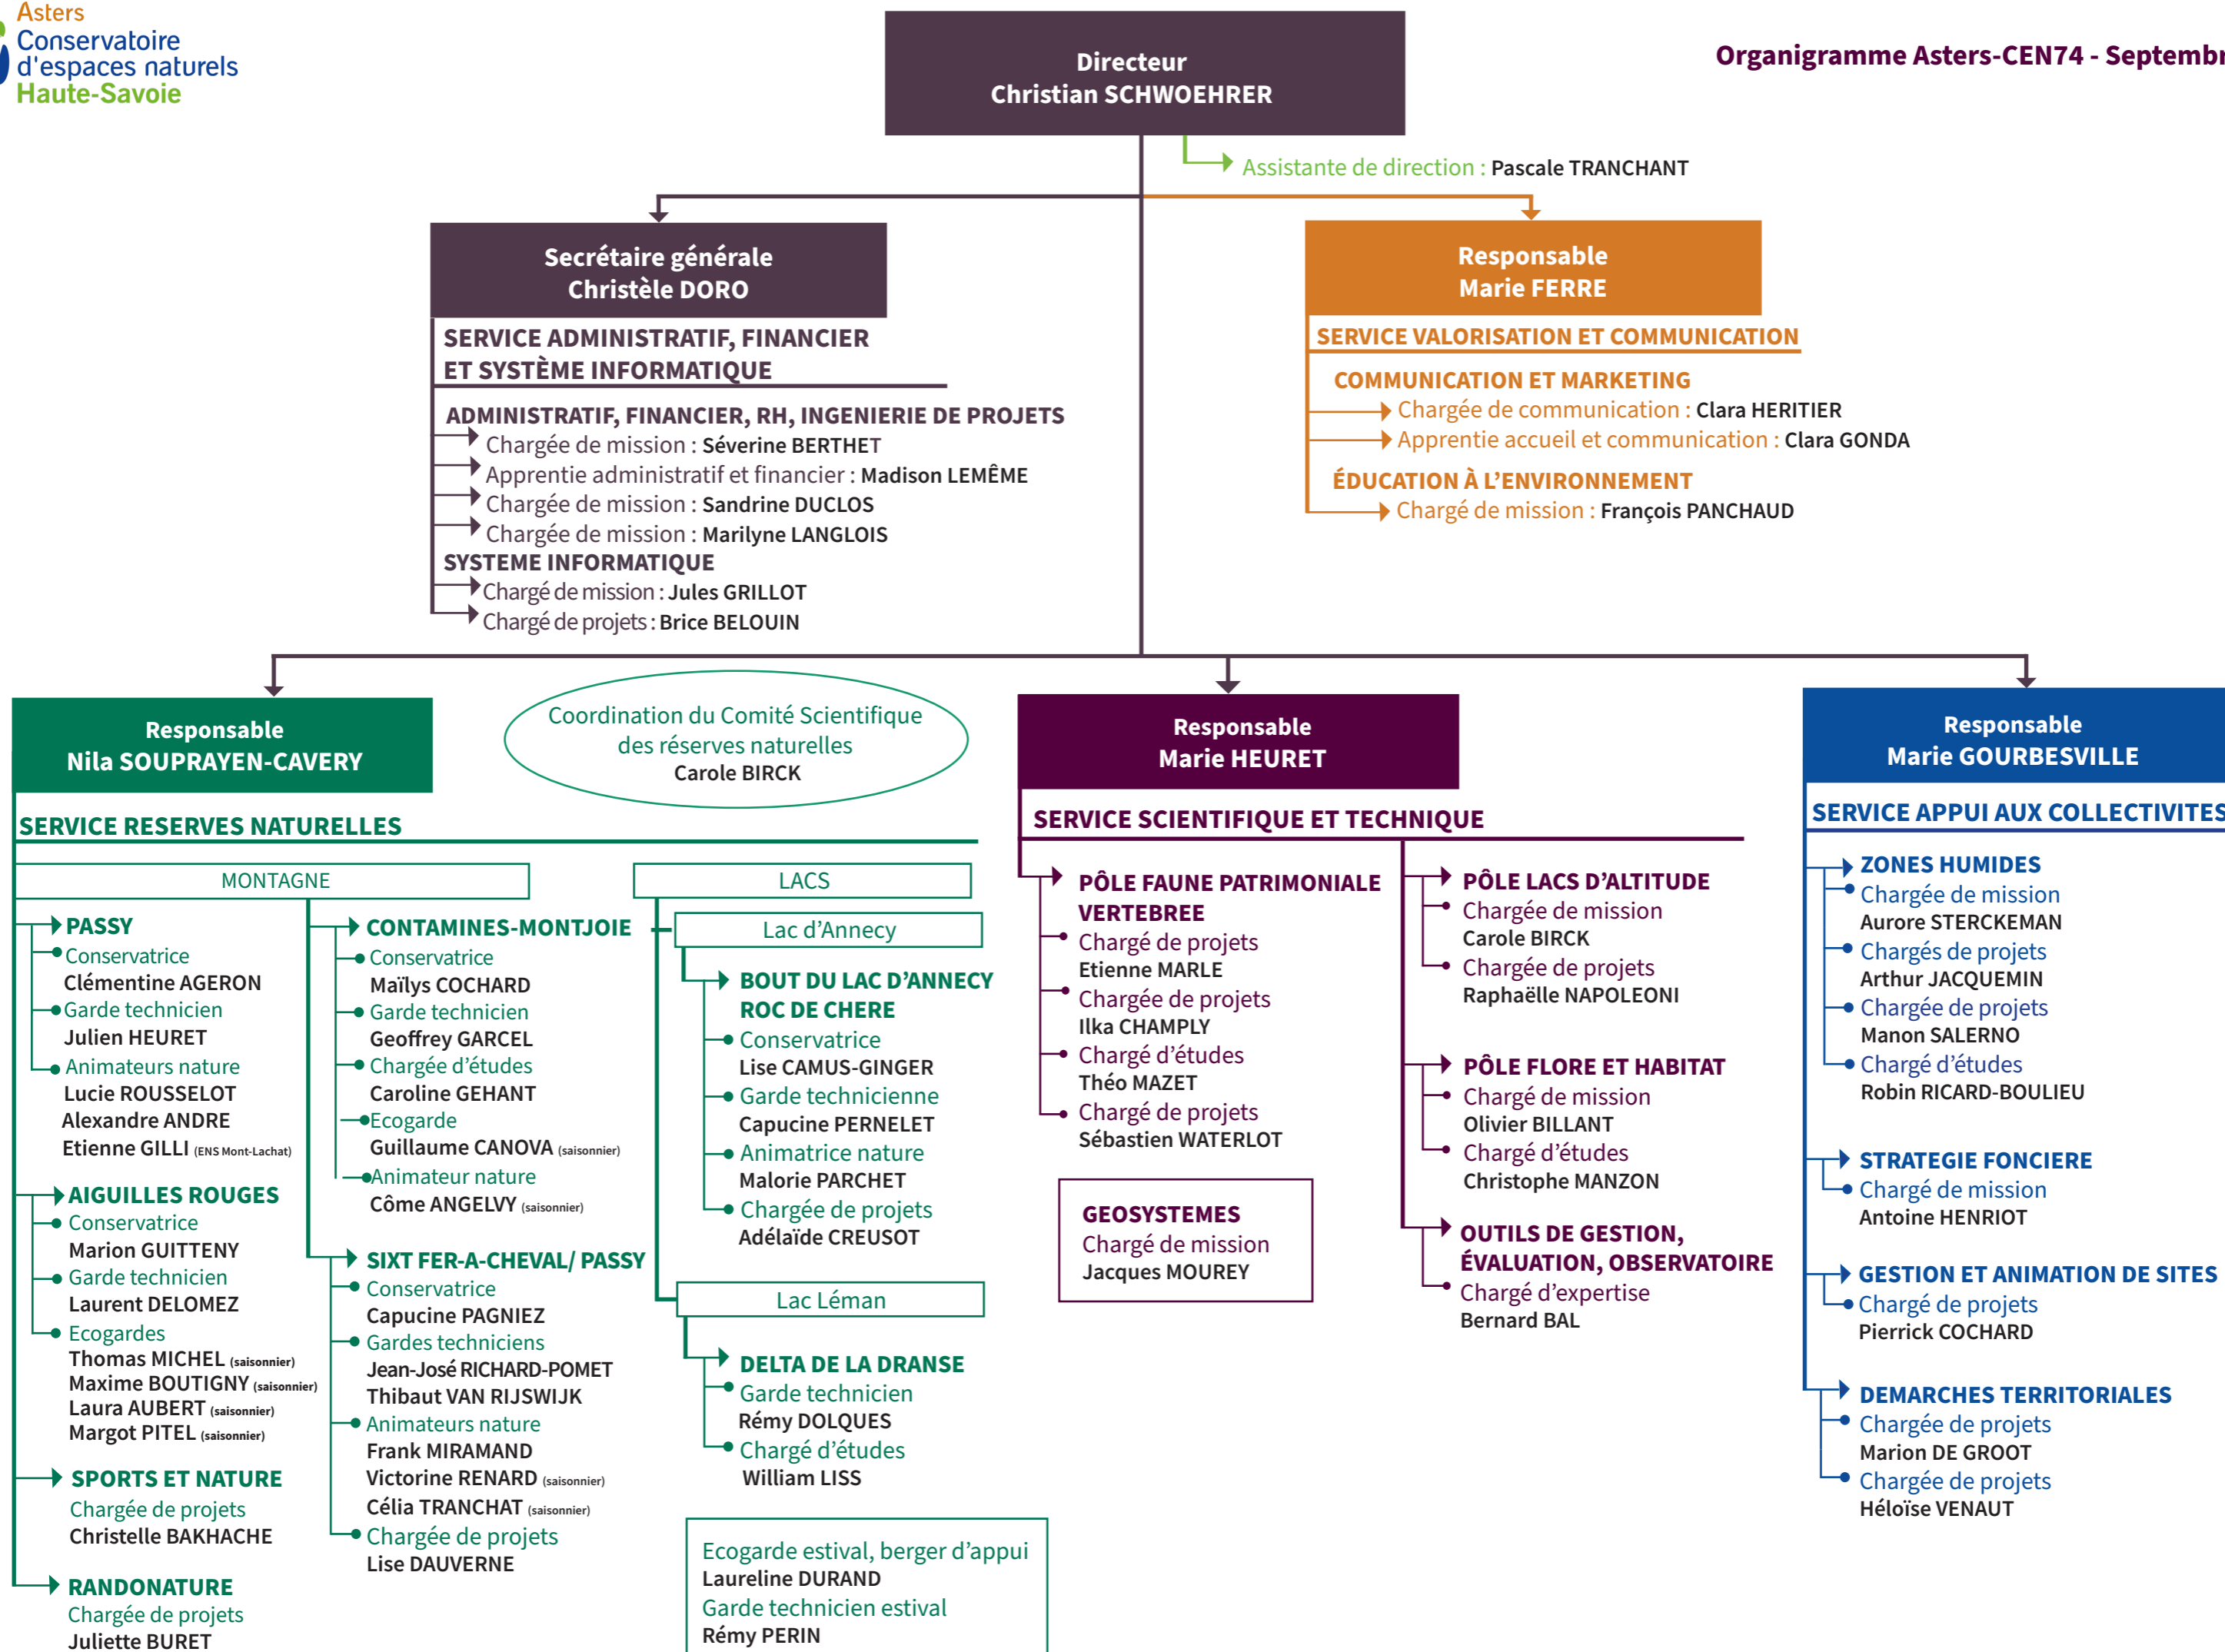 Asters
Conservatoire
d'espaces naturels
Haute-Savoie
Organigramme Asters-CEN74 - Septembr
Directeur
Christian SCHWOEHRER
Assistante de direction : Pascale TRANCHANT
Secrétaire générale
Christèle DORO
SERVICE ADMINISTRATIF, FINANCIER
ET SYSTÈME INFORMATIQUE
ADMINISTRATIF, FINANCIER, RH, INGENIERIE DE PROJETS
Chargée de mission : Séverine BERTHET
Apprentie administratif et financier : Madison LEMÊME
Chargée de mission : Sandrine DUCLOS
Chargée de mission : Marilyne LANGLOIS
SYSTEME INFORMATIQUE
Chargé de mission : Jules GRILLOT
Chargé de projets : Brice BELOUIN
Responsable
Marie FERRE
SERVICE VALORISATION ET COMMUNICATION
COMMUNICATION ET MARKETING
Chargée de communication : Clara HERITIER
Apprentie accueil et communication : Clara GONDA
ÉDUCATION À L’ENVIRONNEMENT
Chargé de mission : François PANCHAUD
Responsable
Nila SOUPRAYEN-CAVERY
Coordination du Comité Scientifique
des réserves naturelles
Carole BIRCK
SERVICE RESERVES NATURELLES
MONTAGNE
PASSY
Conservatrice
Clémentine AGERON
Garde technicien
Julien HEURET
Animateurs nature
Lucie ROUSSELOT
Alexandre ANDRE
Etienne GILLI (ENS Mont-Lachat)
AIGUILLES ROUGES
Conservatrice
Marion GUITTENY
Garde technicien
Laurent DELOMEZ
Ecogardes
Thomas MICHEL (saisonnier)
Maxime BOUTIGNY (saisonnier)
Laura AUBERT (saisonnier)
Margot PITEL (saisonnier)
SPORTS ET NATURE
Chargée de projets
Christelle BAKHACHE
RANDONATURE
Chargée de projets
Juliette BURET
CONTAMINES-MONTJOIE
Conservatrice
Maïlys COCHARD
Garde technicien
Geoffrey GARCEL
Chargée d’études
Caroline GEHANT
Ecogarde
Guillaume CANOVA (saisonnier)
Animateur nature
Côme ANGELVY (saisonnier)
SIXT FER-A-CHEVAL/ PASSY
Conservatrice
Capucine PAGNIEZ
Gardes techniciens
Jean-José RICHARD-POMET
Thibaut VAN RIJSWIJK
Animateurs nature
Frank MIRAMAND
Victorine RENARD (saisonnier)
Célia TRANCHAT (saisonnier)
Chargée de projets
Lise DAUVERNE
LACS
Lac d’Annecy
BOUT DU LAC D’ANNECY
ROC DE CHERE
Conservatrice
Lise CAMUS-GINGER
Garde technicienne
Capucine PERNELET
Animatrice nature
Malorie PARCHET
Chargée de projets
Adélaïde CREUSOT
Lac Léman
DELTA DE LA DRANSE
Garde technicien
Rémy DOLQUES
Chargé d’études
William LISS
Ecogarde estival, berger d’appui
Laureline DURAND
Garde technicien estival
Rémy PERIN
Responsable
Marie HEURET
SERVICE SCIENTIFIQUE ET TECHNIQUE
PÔLE FAUNE PATRIMONIALE
VERTEBREE
Chargé de projets
Etienne MARLE
Chargée de projets
Ilka CHAMPLY
Chargé d’études
Théo MAZET
Chargé de projets
Sébastien WATERLOT
GEOSYSTEMES
Chargé de mission
Jacques MOUREY
PÔLE LACS D’ALTITUDE
Chargée de mission
Carole BIRCK
Chargée de projets
Raphaëlle NAPOLEONI
PÔLE FLORE ET HABITAT
Chargé de mission
Olivier BILLANT
Chargé d’études
Christophe MANZON
OUTILS DE GESTION,
ÉVALUATION, OBSERVATOIRE
Chargé d’expertise
Bernard BAL
Responsable
Marie GOURBESVILLE
SERVICE APPUI AUX COLLECTIVITES
ZONES HUMIDES
Chargée de mission
Aurore STERCKEMAN
Chargés de projets
Arthur JACQUEMIN
Chargée de projets
Manon SALERNO
Chargé d’études
Robin RICARD-BOULIEU
STRATEGIE FONCIERE
Chargé de mission
Antoine HENRIOT
GESTION ET ANIMATION DE SITES
Chargé de projets
Pierrick COCHARD
DEMARCHES TERRITORIALES
Chargée de projets
Marion DE GROOT
Chargée de projets
Héloïse VENAUT